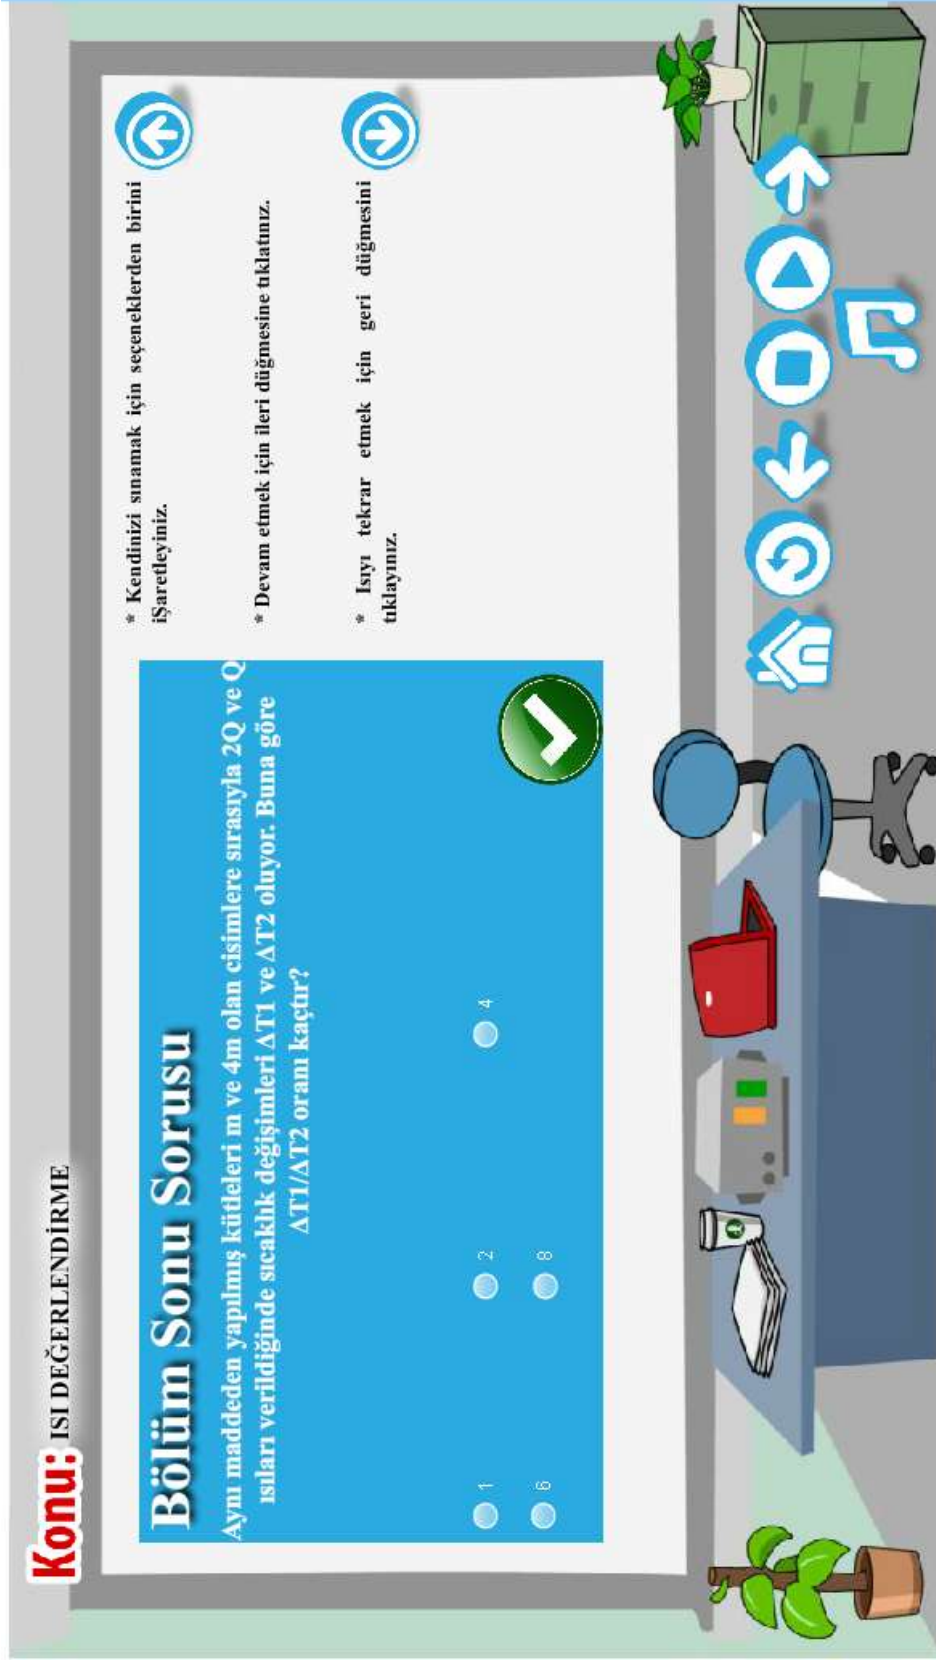 Konu: ISI DEĞERLENDİRME
Bölüm Sonu Sorusu
Aynı maddeden yapılmış kütleleri m ve 4m olan cisimlere sırasıyla 2Q ve Q
ısıları verildiğinde sıcaklık değişimleri ΔT1 ve ΔT2 oluyor. Buna göre
ΔT1/ΔT2 oranı kaçtır?
1 2 4
6 8
* Kendinizi sınamak için seçeneklerden birini
işaretleyiniz.
* Devam etmek için ileri düğmesine tıklatınız.
* Isıyı tekrar etmek için geri düğmesini
tıklayınız.